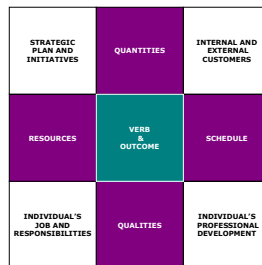 STRATEGIC
PLAN AND
INITIATIVES
QUANTITIES
INTERNAL AND
EXTERNAL
CUSTOMERS
RESOURCES
VERB
&
OUTCOME
SCHEDULE
INDIVIDUAL'S
JOB AND
RESPONSIBILITIES
QUALITIES
INDIVIDUAL'S
PROFESSIONAL
DEVELOPMENT